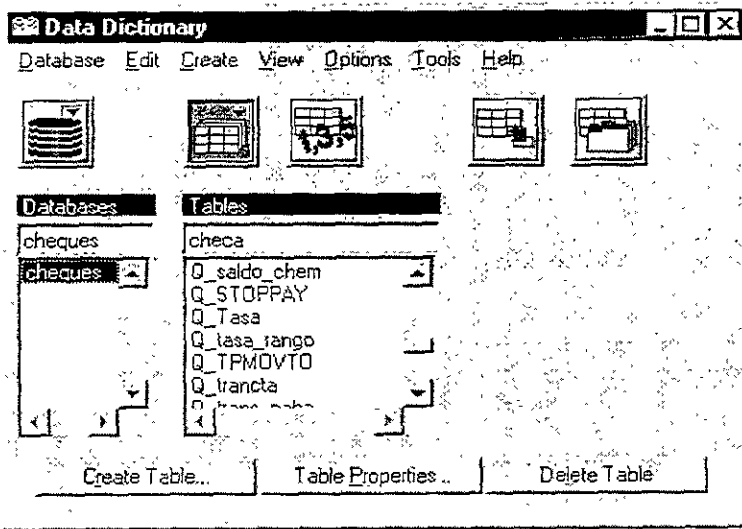 Data Dictionary
Database Edit Create View Options Tools Help
Databases
cheques
cheques
Tables
checa
Q_saldo_chem
Q_STOPPAY
Q_Tasa
Q_tasa_rango
Q_TPMOVTO
Q_trancta
Create Table... Table Properties .. Delete Table